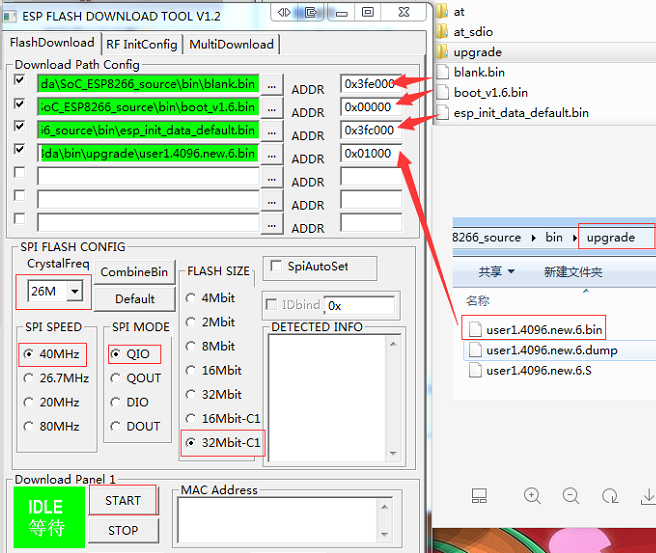 ESP FLASH DOWNLOAD TOOL V1.2
FlashDownload
RF InitConfig
MultiDownload
Download Path Config
da\SoC_ESP8266_source\bin\blank.bin
...
ADDR
0x3fe000
SoC_ESP8266_source\bin\boot_v1.6.bin
...
ADDR
0x00000
66_source\bin\esp_init_data_default.bin
...
ADDR
0x3fc000
da\bin\upgrade\user1.4096.new.6.bin
...
ADDR
0x01000
...
ADDR
...
ADDR
...
ADDR
SPI FLASH CONFIG
CrystalFreq
26M
CombineBin
Default
SPI SPEED
40MHz
26.7MHz
20MHz
80MHz
SPI MODE
QIO
QOUT
DIO
DOUT
FLASH SIZE
4Mbit
2Mbit
8Mbit
16Mbit
32Mbit
16Mbit-C1
32Mbit-C1
SpiAutoSet
IDbind
0x
DETECTED INFO
Download Panel 1
IDLE
等待
START
STOP
MAC Address
at
at_sdio
upgrade
blank.bin
boot_v1.6.bin
esp_init_data_default.bin
8266_source
bin
upgrade
共享
新建文件夹
名称
user1.4096.new.6.bin
user1.4096.new.6.dump
user1.4096.new.6.S